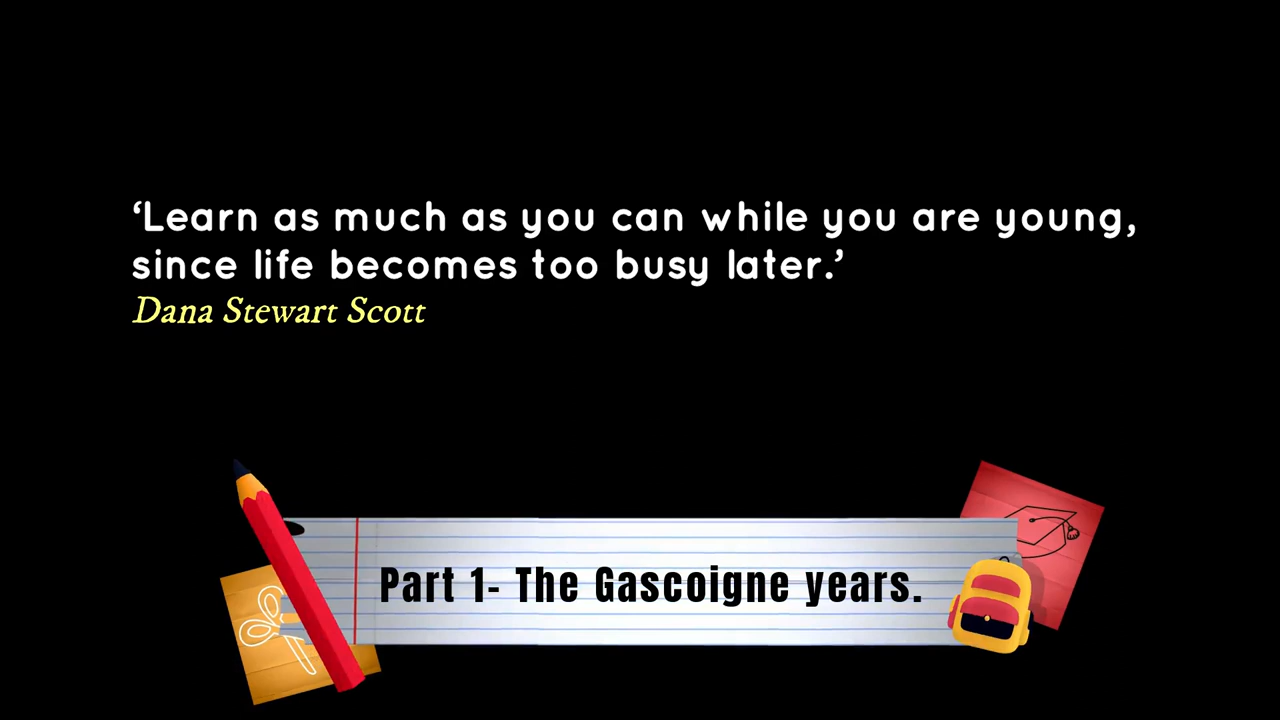 ‘Learn as much as you can while you are young,
since life becomes too busy later.’
Dana Stewart Scott
Part 1- The Gascoigne years.